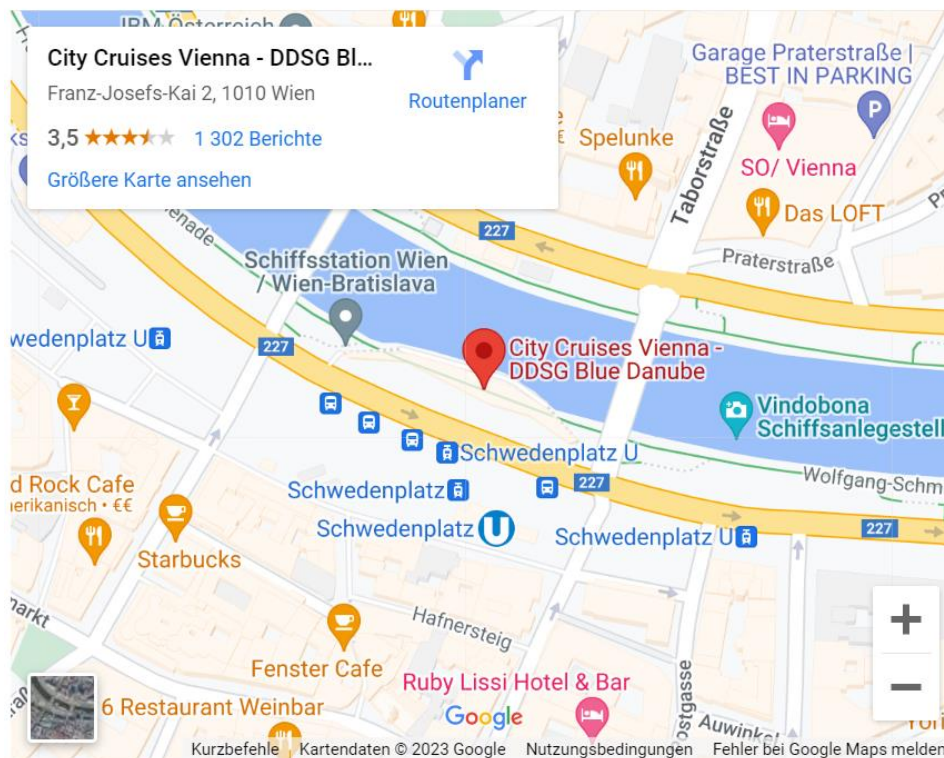 IBM Österreich
City Cruises Vienna - DDSG Bl...
Franz-Josefs-Kai 2, 1010 Wien
3,5
1 302 Berichte
Größere Karte ansehen
Routenplaner
Garage Praterstraße |
BEST IN PARKING
P
Spelunke
€
SO/ Vienna
Das LOFT
Taborstraße
Praterstraße
227
enade
Schiffsstation Wien
/ Wien-Bratislava
wedenplatz U
227
City Cruises Vienna -
DDSG Blue Danube
Vindobona
Schiffsanlegestell
Schwedenplatz U
Wolfgang-Schm
d Rock Cafe
erikanisch • €€
Schwedenplatz
227
Schwedenplatz U
Schwedenplatz U
227
Starbucks
markt
Hafnersteig
Fenster Cafe
Ruby Lissi Hotel & Bar
Postgasse
6 Restaurant Weinbar
Google
Auwinkel
+
−
Kurzbefehle
Kartendaten © 2023 Google
Nutzungsbedingungen
Fehler bei Google Maps melden